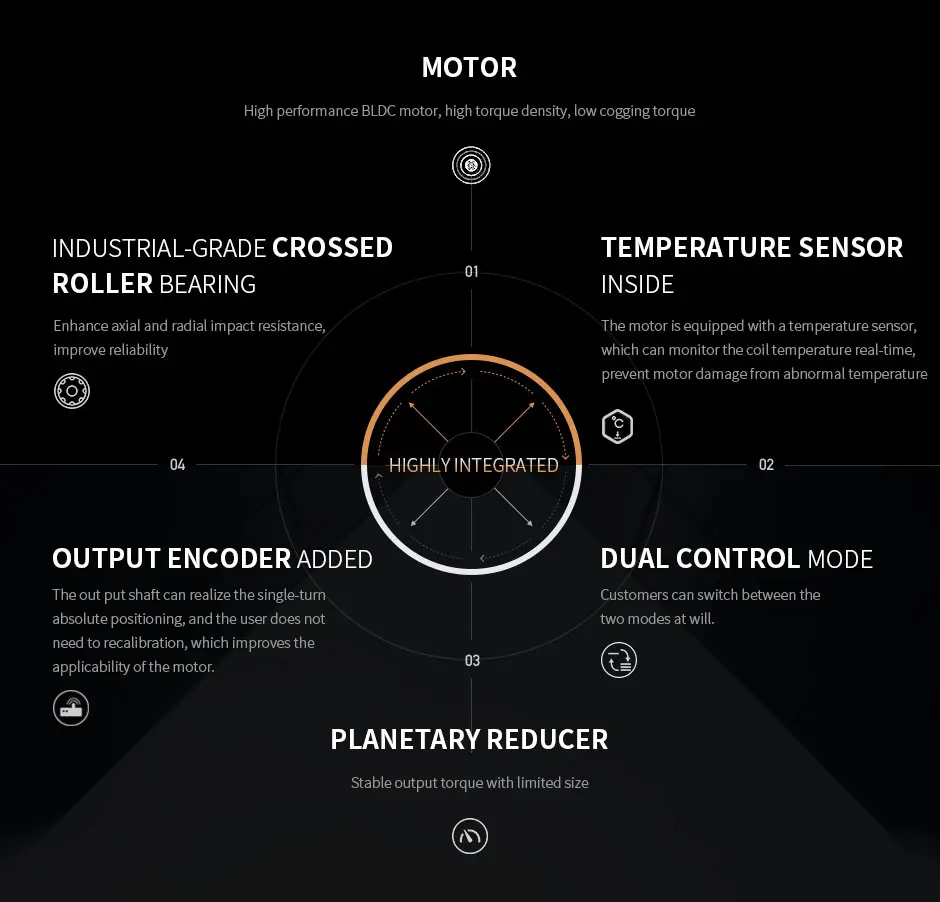 MOTOR
High performance BLDC motor, high torque density, low cogging torque
INDUSTRIAL-GRADE CROSSED
ROLLER BEARING
Enhance axial and radial impact resistance,
improve reliability
TEMPERATURE SENSOR
INSIDE
The motor is equipped with a temperature sensor,
which can monitor the coil temperature real-time,
prevent motor damage from abnormal temperature
°C
01
04
HIGHLY INTEGRATED
02
OUTPUT ENCODER ADDED
The out put shaft can realize the single-turn
absolute positioning, and the user does not
need to recalibration, which improves the
applicability of the motor.
DUAL CONTROL MODE
Customers can switch between the
two modes at will.
03
PLANETARY REDUCER
Stable output torque with limited size